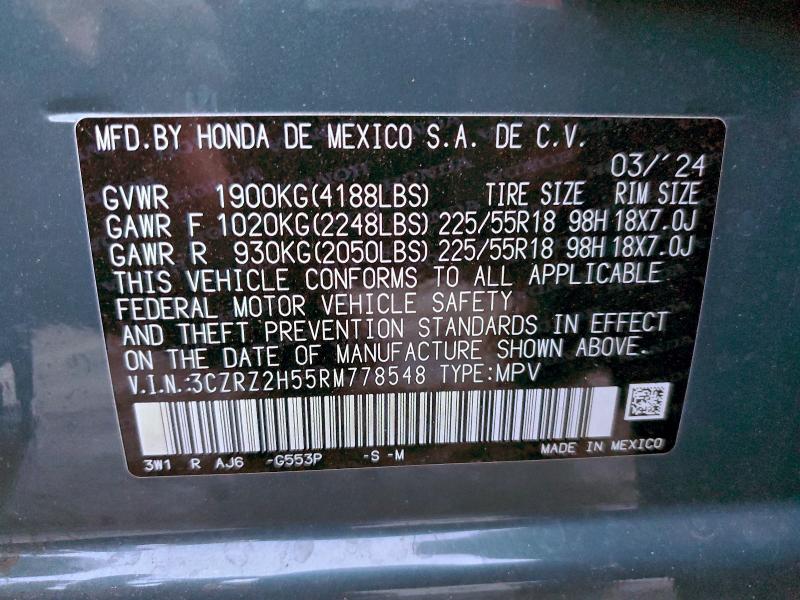 MFD.BY HONDA DE MEXICO S.A. DE C.V.
03/'24
GVWR 1900KG(4188LBS) TIRE SIZE RIM SIZE
GAWR F 1020KG(2248LBS) 225/55R18 98H 18X7.0J
GAWR R 930KG(2050LBS) 225/55R18 98H 18X7.0J
THIS VEHICLE CONFORMS TO ALL APPLICABLE
FEDERAL MOTOR VEHICLE SAFETY
AND THEFT PREVENTION STANDARDS IN EFFECT
ON THE DATE OF MANUFACTURE SHOWN ABOVE.
V.I.N.:3CZRZ2H55RM778548 TYPE:MPV
3W1 R AJ6 -G553P -S -M MADE IN MEXICO